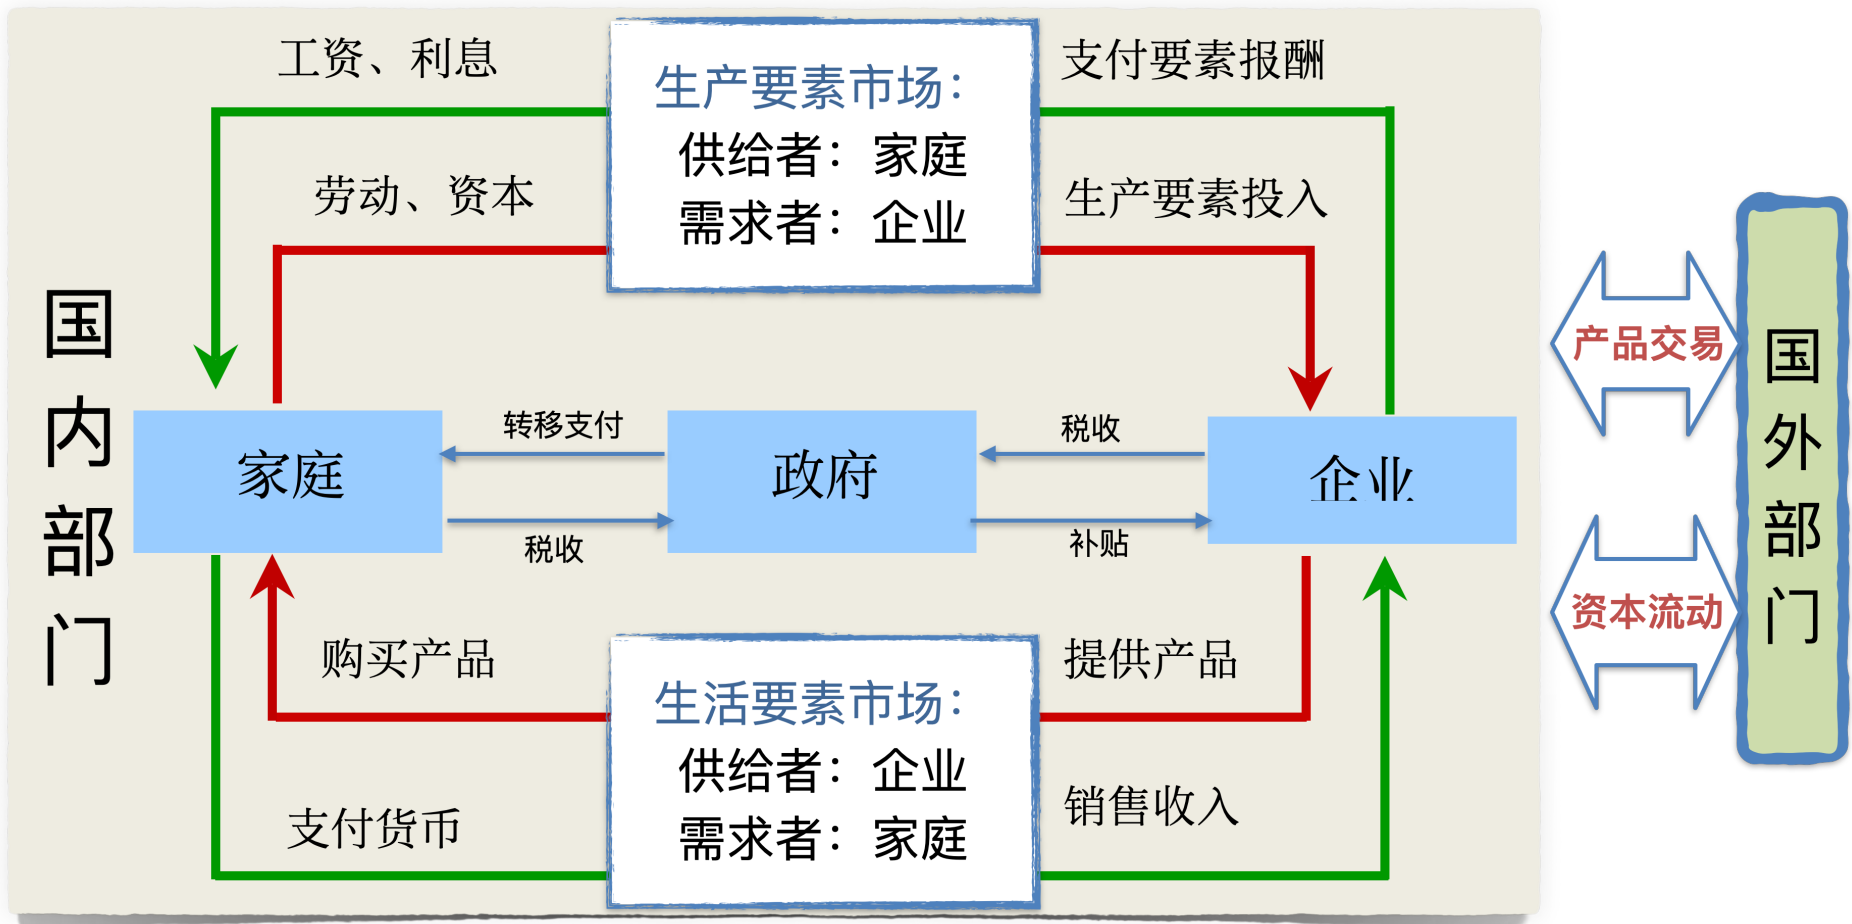 工资、利息
支付要素报酬
生产要素市场：
供给者：家庭
需求者：企业
劳动、资本
生产要素投入
国内部门
转移支付
税收
家庭
政府
企业
税收
补贴
购买产品
提供产品
生活要素市场：
供给者：企业
需求者：家庭
支付货币
销售收入
产品交易
资本流动
国外部门